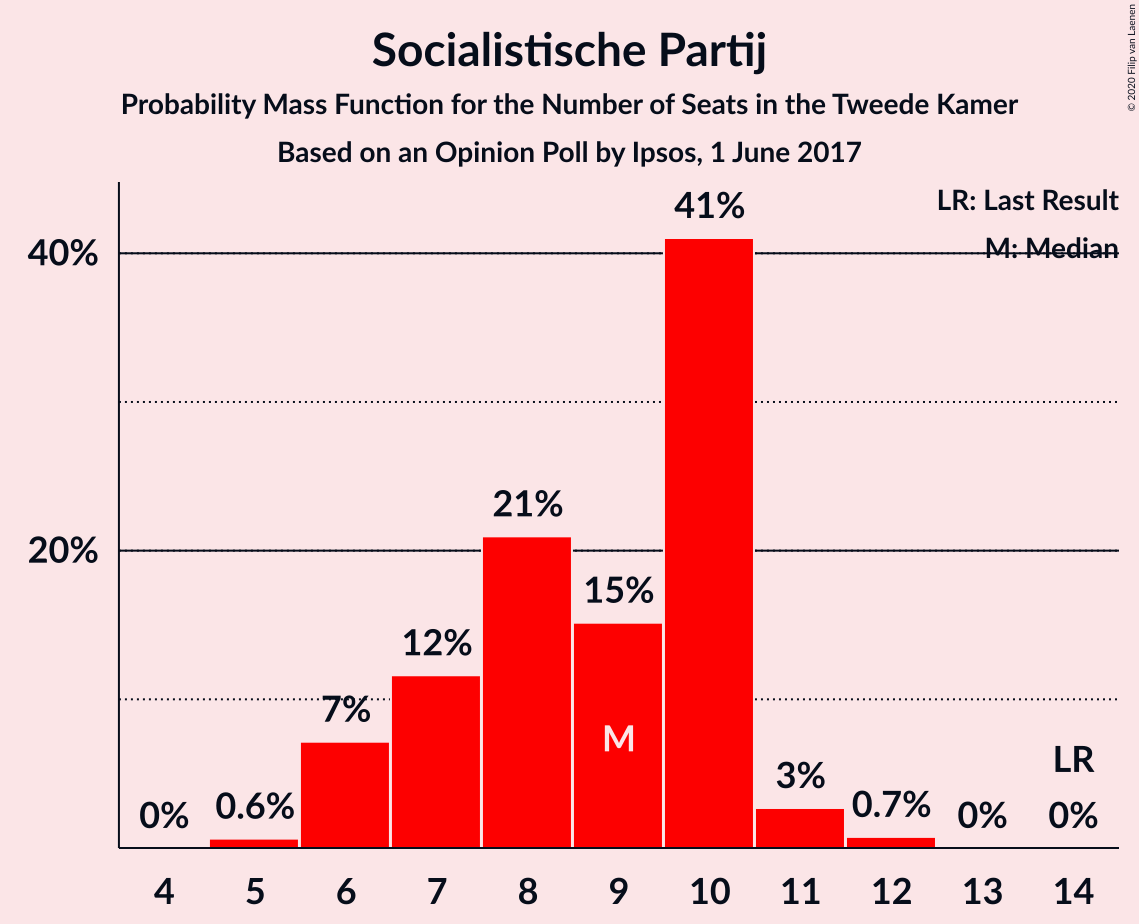 Socialistische Partij
Probability Mass Function for the Number of Seats in the Tweede Kamer
Based on an Opinion Poll by Ipsos, 1 June 2017
© 2020 Filip van Laenen
LR: Last Result
M: Median
40%
20%
0%
0.6%
7%
12%
21%
15%
41%
3%
0.7%
0%
0%
M
LR
4 5 6 7 8 9 10 11 12 13 14